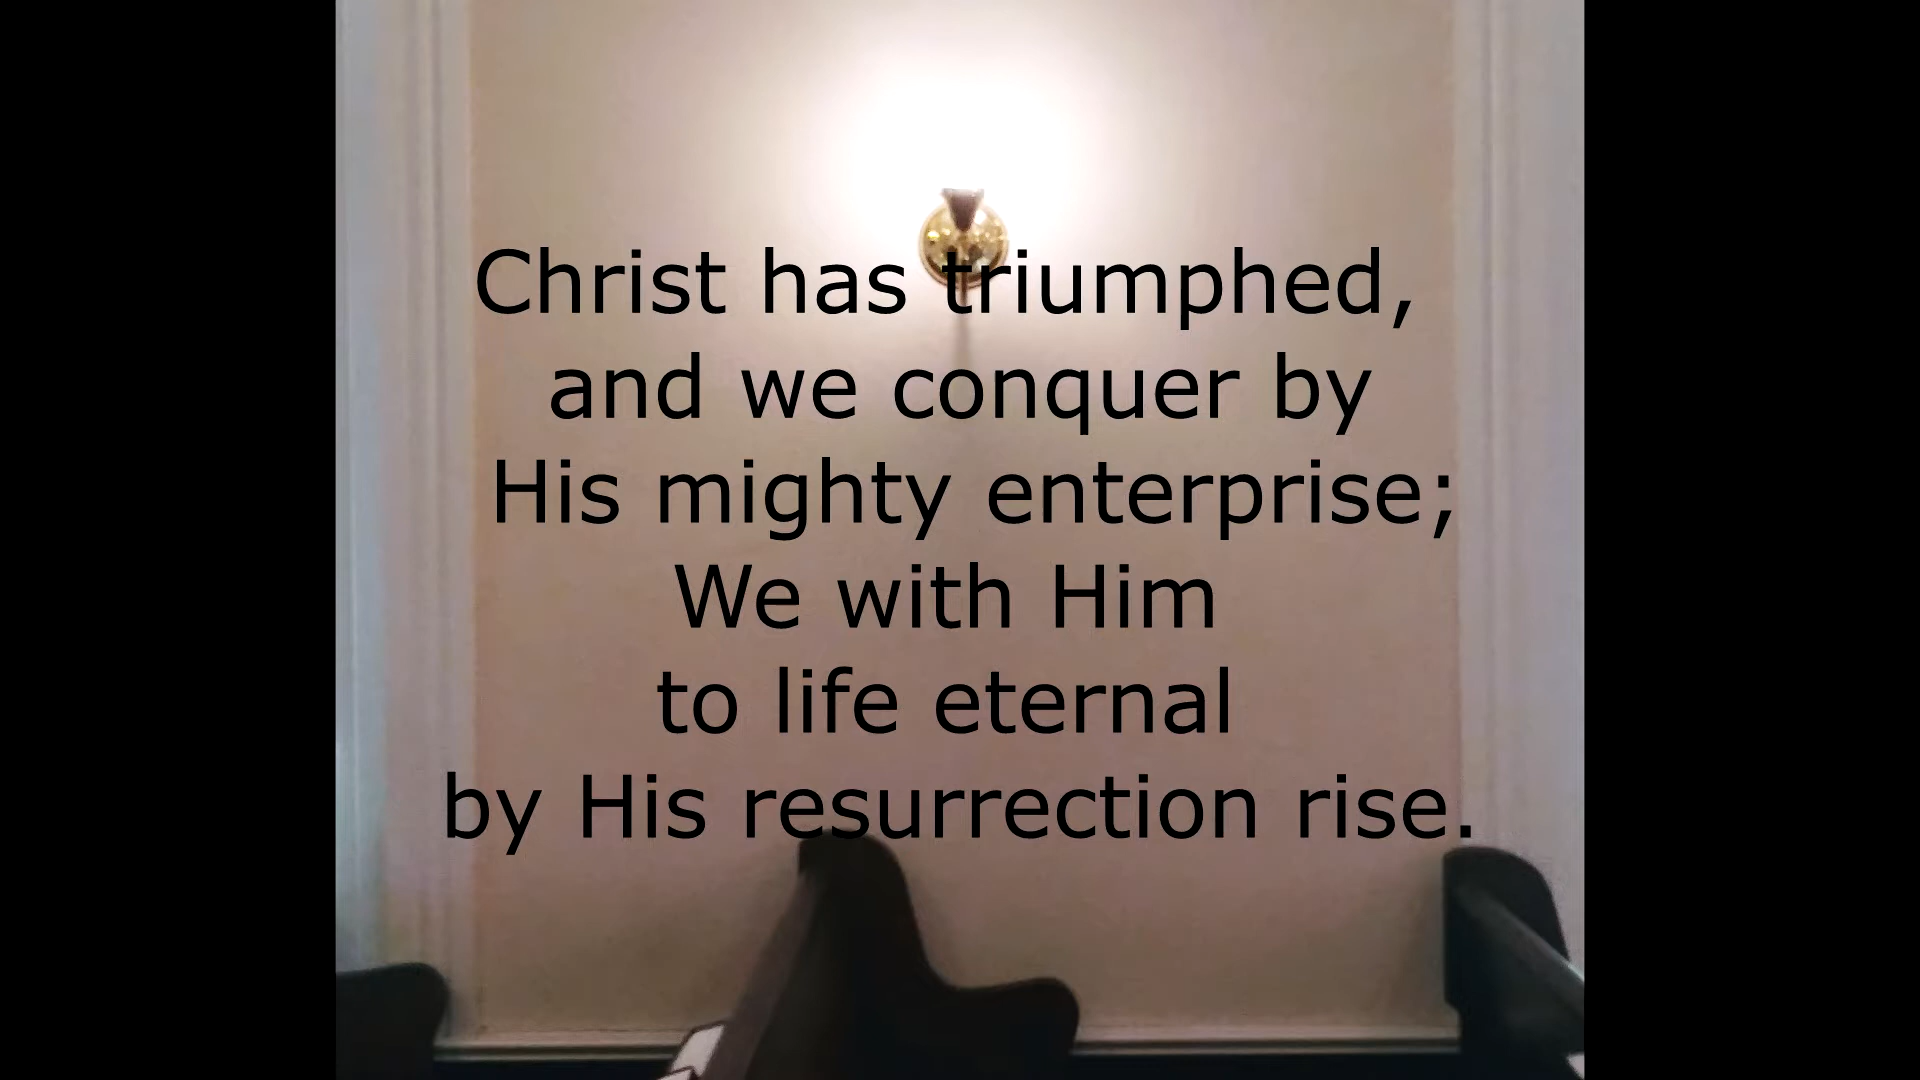 Christ has triumphed,
and we conquer by
His mighty enterprise;
We with Him
to life eternal
by His resurrection rise.